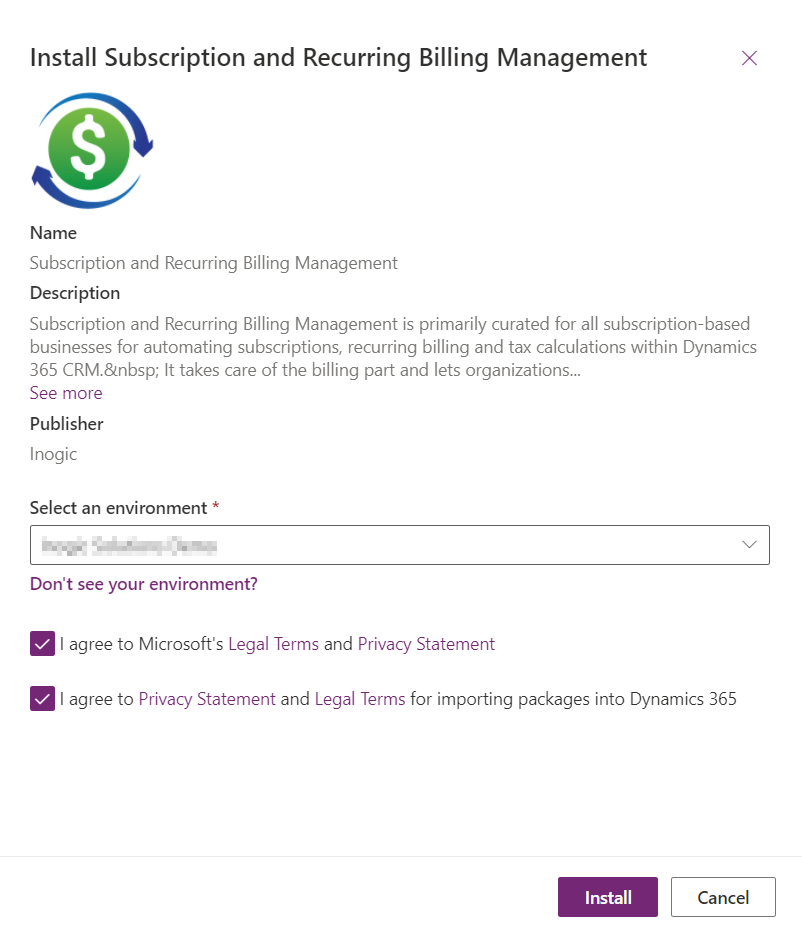 Install Subscription and Recurring Billing Management
$
Name
Subscription and Recurring Billing Management
Description
Subscription and Recurring Billing Management is primarily curated for all subscription-based
businesses for automating subscriptions, recurring billing and tax calculations within Dynamics
365 CRM.&nbsp; It takes care of the billing part and lets organizations...
See more
Publisher
Inogic
Select an environment *
Don't see your environment?
I agree to Microsoft's Legal Terms and Privacy Statement
I agree to Privacy Statement and Legal Terms for importing packages into Dynamics 365
Install Cancel